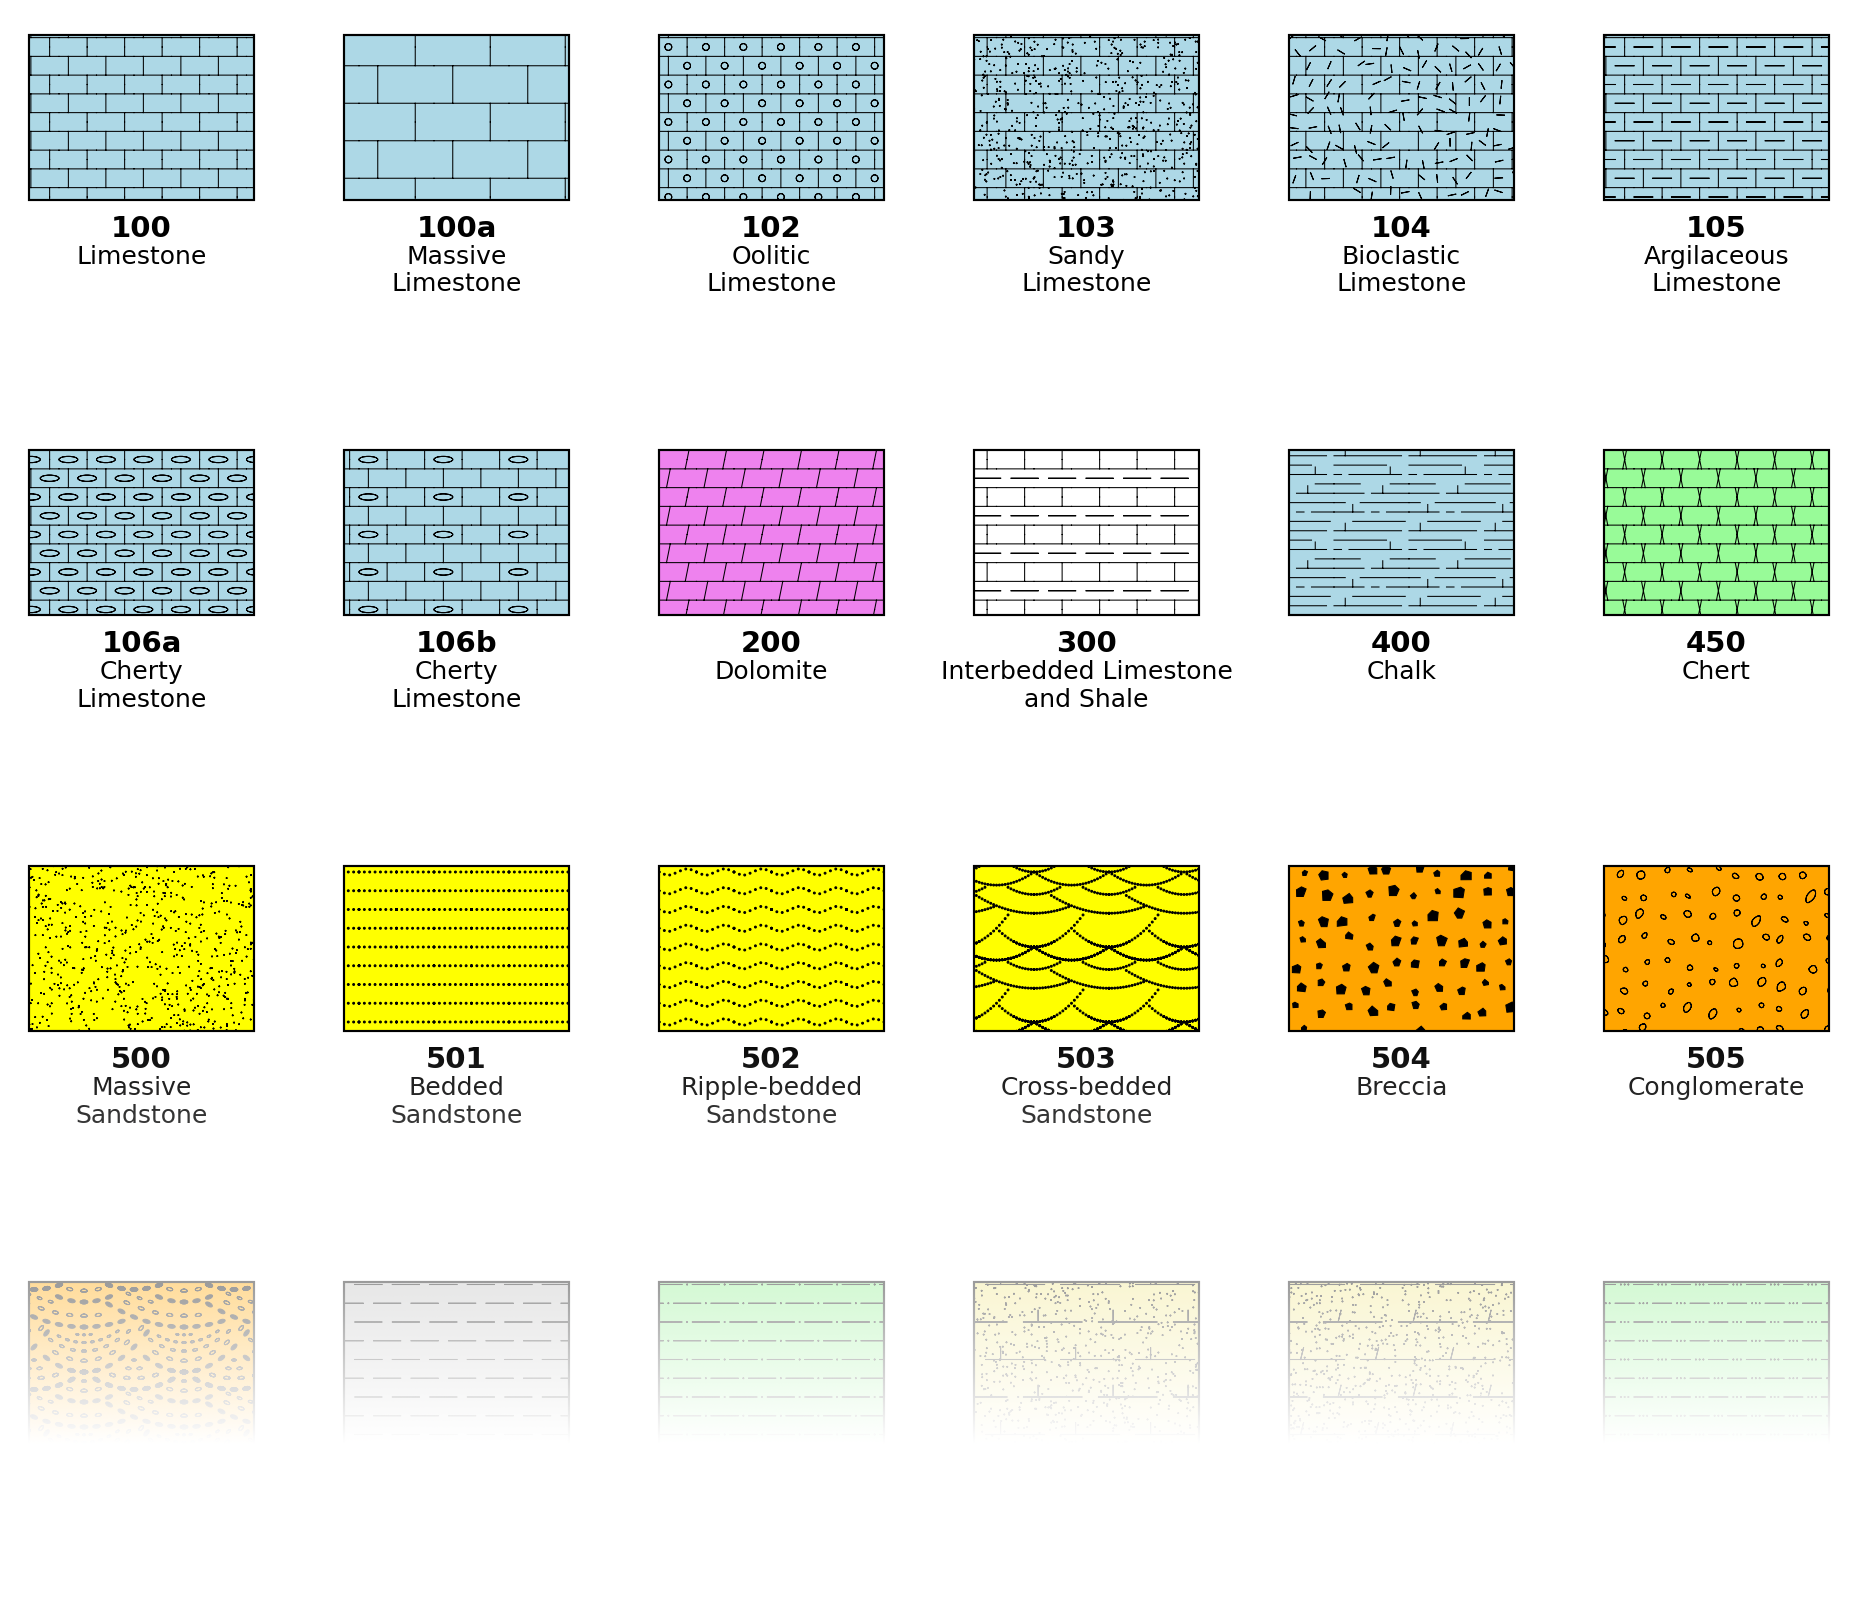 100
Limestone
100a
Massive
Limestone
102
Oolitic
Limestone
103
Sandy
Limestone
104
Bioclastic
Limestone
105
Argilaceous
Limestone
106a
Cherty
Limestone
106b
Cherty
Limestone
200
Dolomite
300
Interbedded Limestone
and Shale
400
Chalk
450
Chert
500
Massive
Sandstone
501
Bedded
Sandstone
502
Ripple-bedded
Sandstone
503
Cross-bedded
Sandstone
504
Breccia
505
Conglomerate